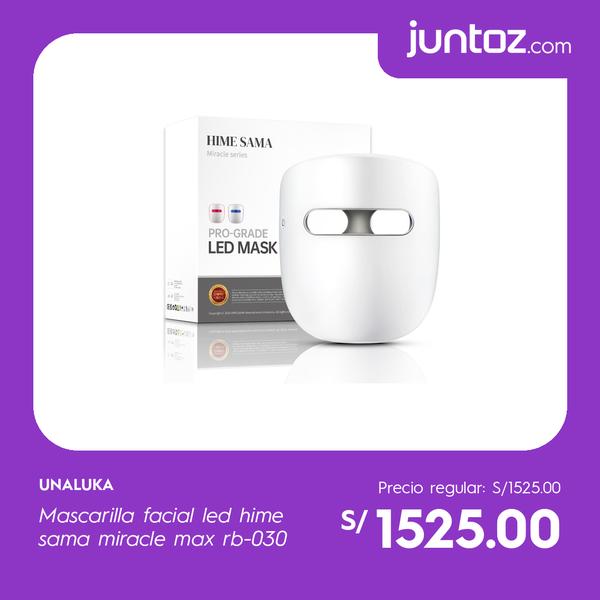 juntoz.com
HIME SAMA
Miracle series
PRO-GRADE
LED MASK
UNALUKA
Mascarilla facial led hime
sama miracle max rb-030
Precio regular: S/1525.00
S/ 1525.00